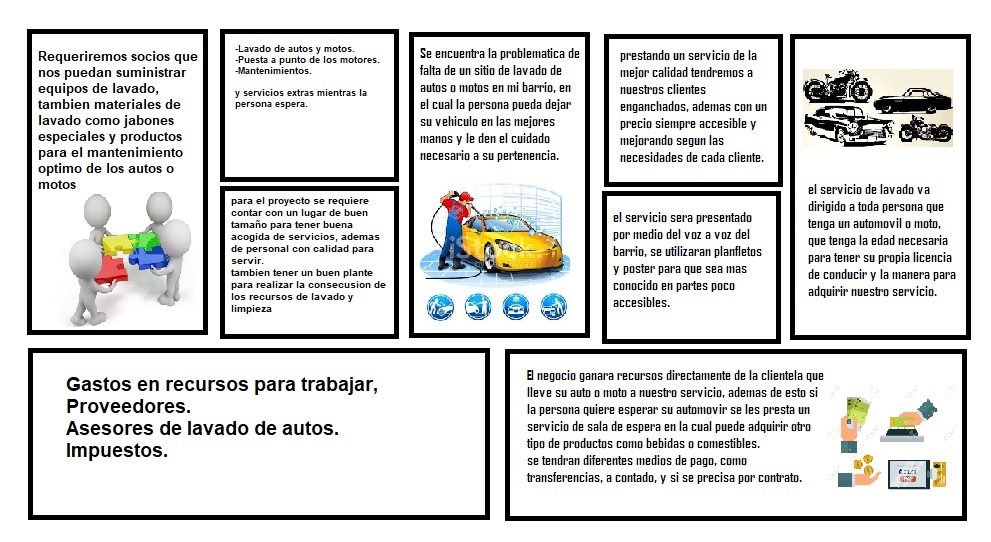 Requeriremos socios que
nos puedan suministrar
equipos de lavado,
tambien materiales de
lavado como jabones
especiales y productos
para el mantenimiento
optimo de los autos o
motos
-Lavado de autos y motos.
-Puesta a punto de los motores.
-Mantenimientos.
y servicios extras mientras la
persona espera.
para el proyecto se requiere
contar con un lugar de buen
tamaño para tener buena
acogida de servicios, ademas
de personal con calidad para
servir.
tambien tener un buen plante
para realizar la consecusion de
los recursos de lavado y
limpieza
Se encuentra la problematica de
falta de un sitio de lavado de
autos o motos en mi barrio, en
el cual la persona pueda dejar
su vehiculo en las mejores
manos y le den el cuidado
necesario a su pertenencia.
prestando un servicio de la
mejor calidad tendremos a
nuestros clientes
enganchados, ademas con un
precio siempre accesible y
mejorando segun las
necesidades de cada cliente.
el servicio sera presentado
por medio del voz a voz del
barrio, se utilizaran planfletos
y poster para que sea mas
conocido en partes poco
accesibles.
el servicio de lavado va
dirigido a toda persona que
tenga un automovil o moto,
que tenga la edad necesaria
para tener su propia licencia
de conducir y la manera para
adquirir nuestro servicio.
Gastos en recursos para trabajar,
Proveedores.
Asesores de lavado de autos.
Impuestos.
El negocio ganara recursos directamente de la clientela que
lleve su auto o moto a nuestro servicio, ademas de esto si
la persona quiere esperar su automovir se les presta un
servicio de sala de espera en la cual puede adquirir otro
tipo de productos como bebidas o comestibles.
se tendran diferentes medios de pago, como
transferencias, a contado, y si se precisa por contrato.